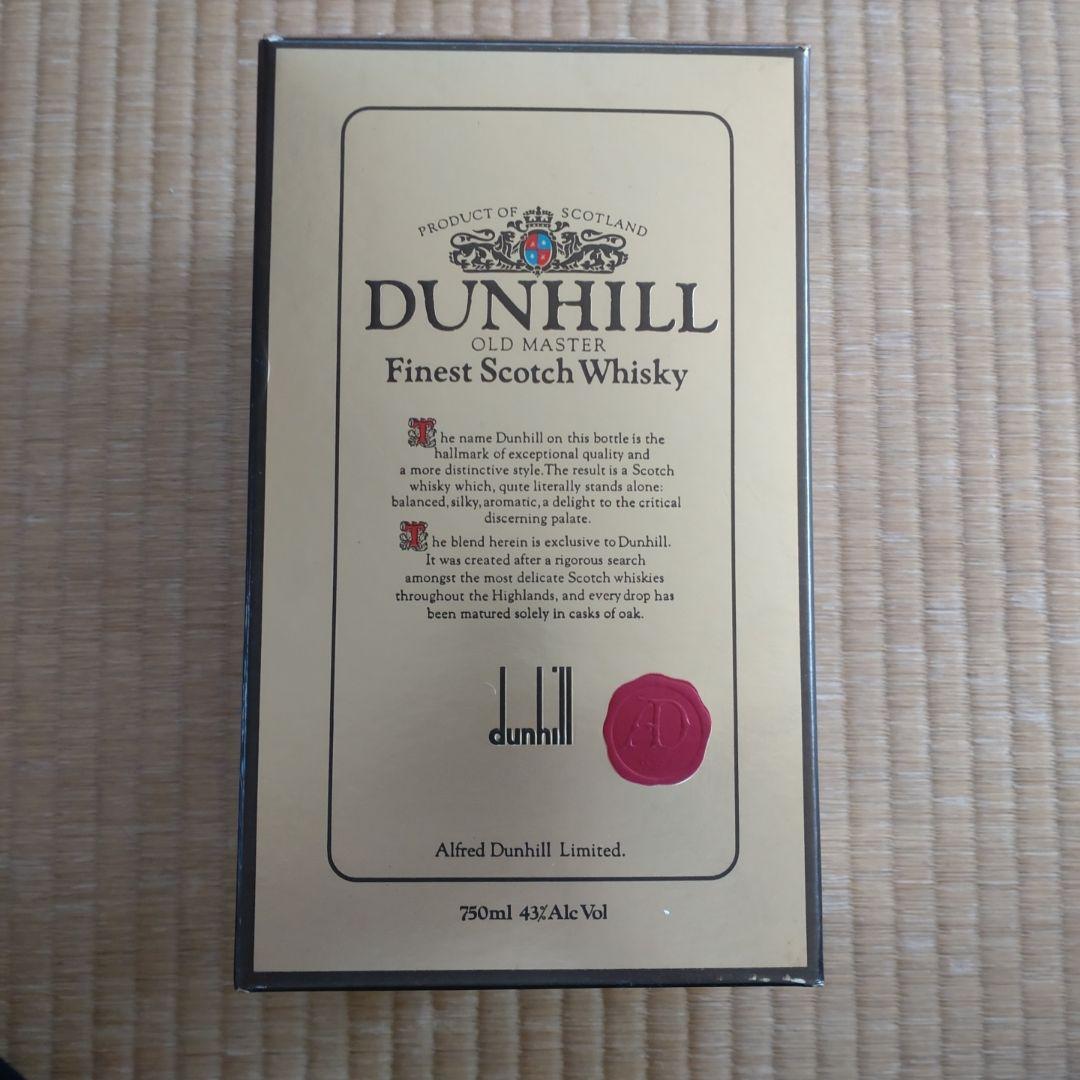 PRODUCT OF SCOTLAND
DUNHILL
OLD MASTER
Finest Scotch Whisky
The name Dunhill on this bottle is the
hallmark of exceptional quality and
a more distinctive style. The result is a Scotch
whisky which, quite literally stands alone:
balanced, silky, aromatic, a delight to the critical
discerning palate.
The blend herein is exclusive to Dunhill.
It was created after a rigorous search
amongst the most delicate Scotch whiskies
throughout the Highlands, and every drop has
been matured solely in casks of oak.
dunhill
AD
Alfred Dunhill Limited.
750ml 43% Alc Vol